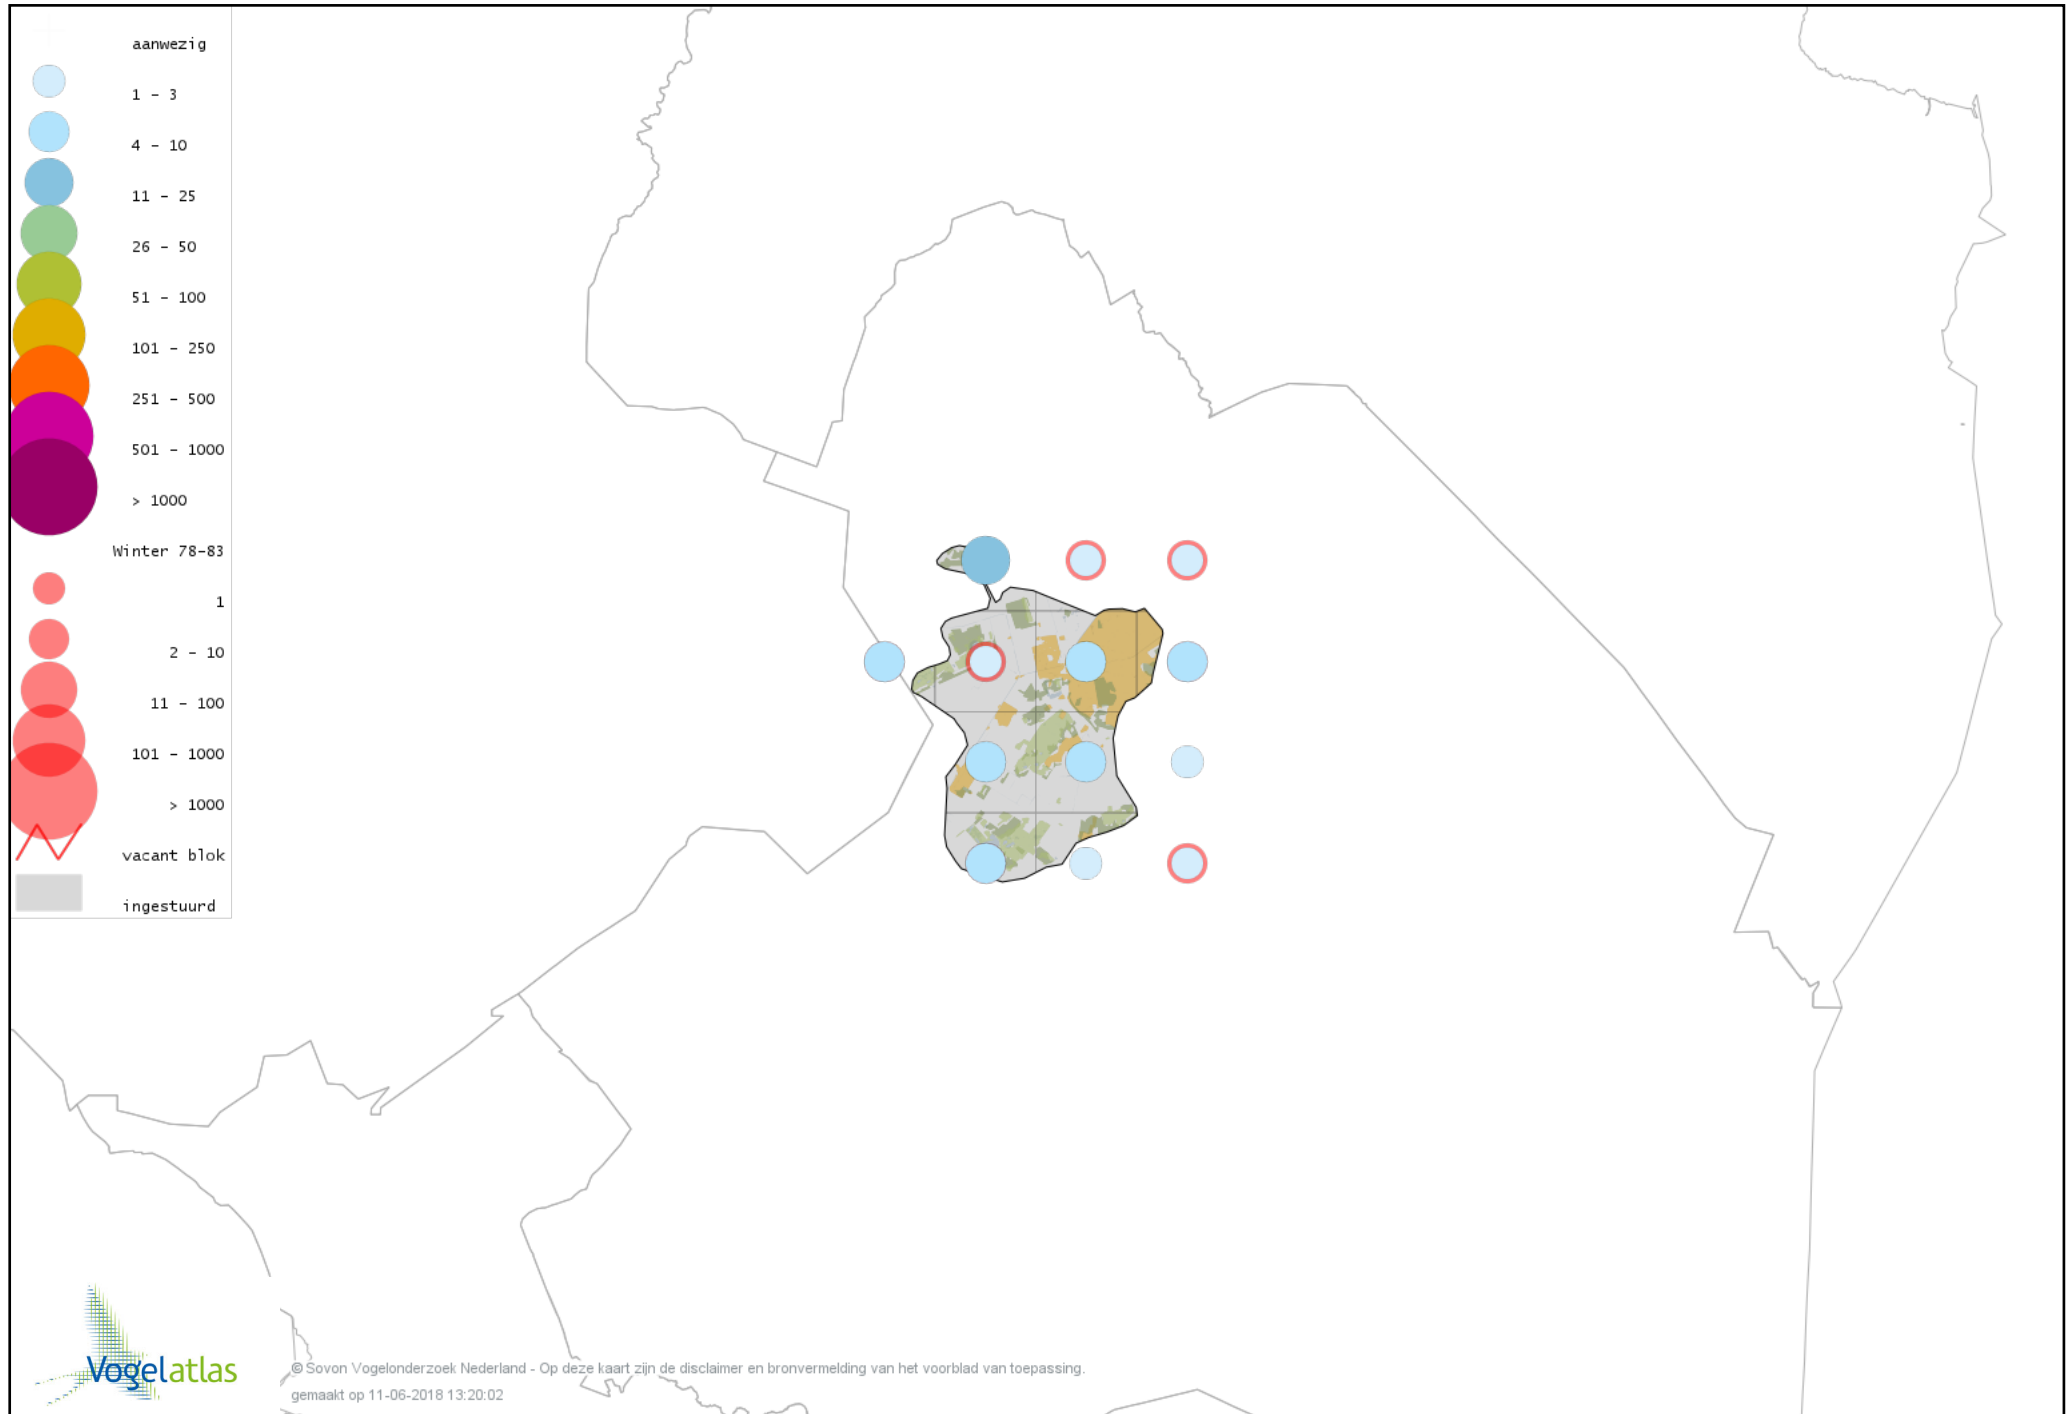 aanwezig
1 – 3
4 – 10
11 – 25
26 – 50
51 – 100
101 – 250
251 – 500
501 – 1000
> 1000
Winter 78-83
1
2 – 10
11 – 100
101 – 1000
> 1000
vacant blok
ingestuurd
Vogelatlas
© Sovon Vogelonderzoek Nederland - Op deze kaart zijn de disclaimer en bronvermelding van het voorblad van toepassing.
gemaakt op 11-06-2018 13:20:02